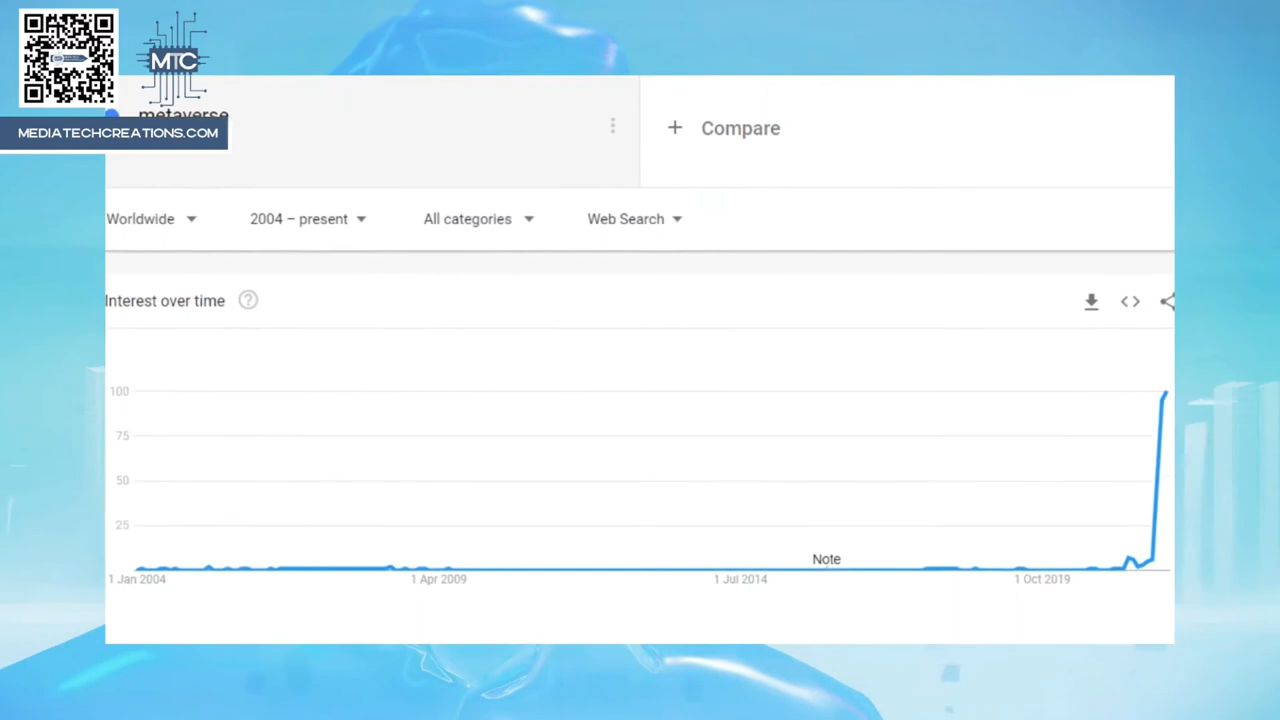 MTC
metaverse
MEDIATECHCREATIONS.COM
+ Compare
Worldwide
2004 – present
All categories
Web Search
Interest over time
100
75
50
25
Note
1 Jan 2004
1 Apr 2009
1 Jul 2014
1 Oct 2019